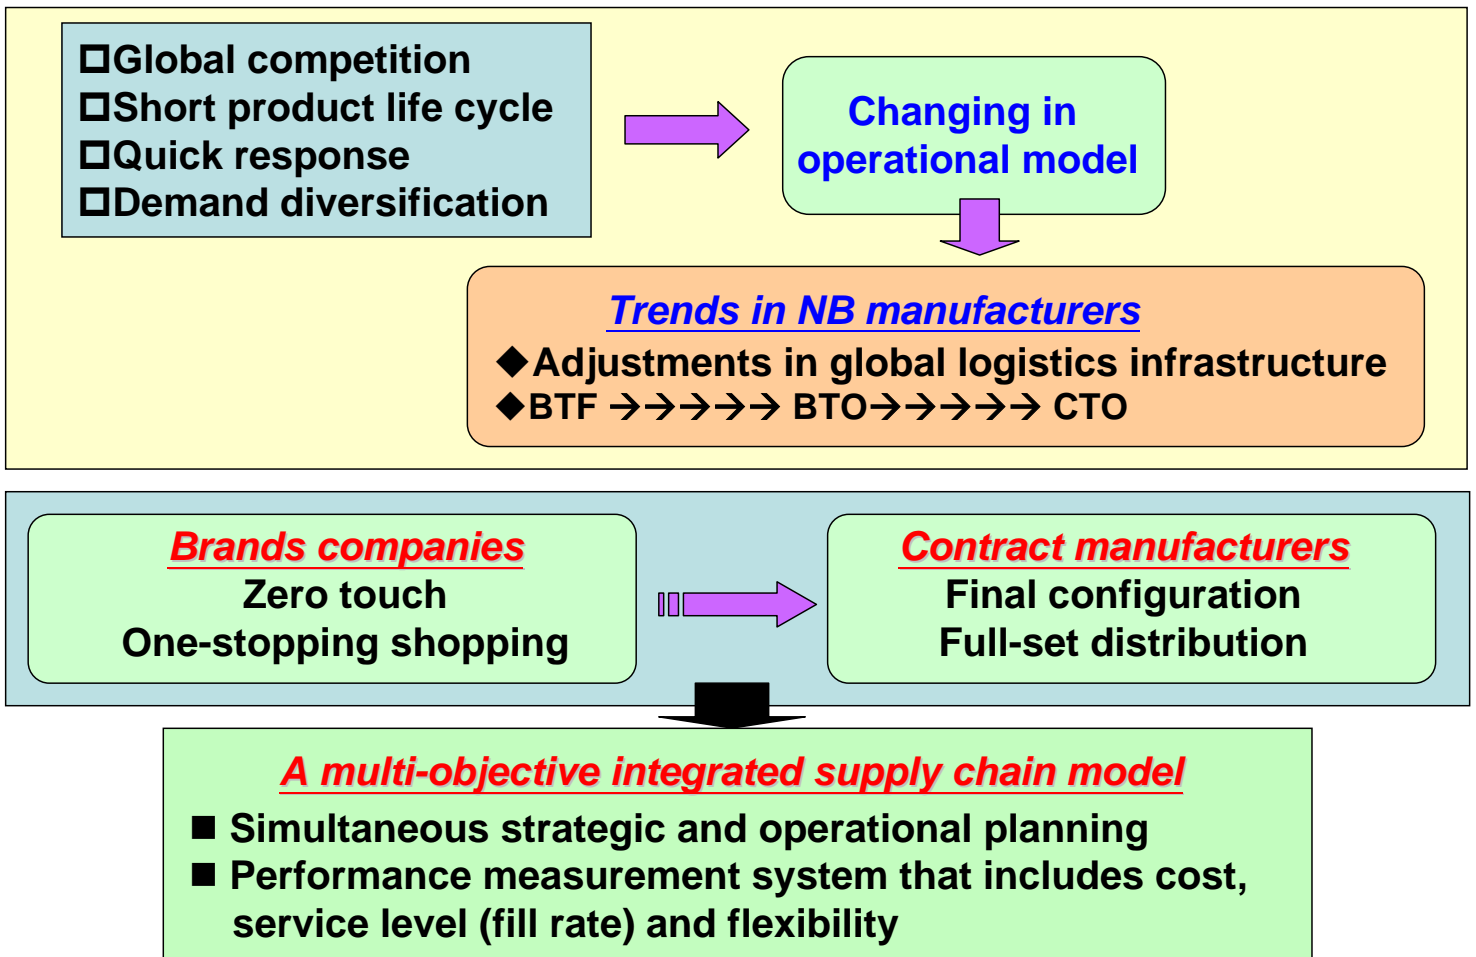 □Global competition
□Short product life cycle
□Quick response
□Demand diversification
Changing in
operational model
Trends in NB manufacturers
◆Adjustments in global logistics infrastructure
◆BTF →→→→→ BTO→→→→→ CTO
Brands companies
Zero touch
One-stopping shopping
Contract manufacturers
Final configuration
Full-set distribution
A multi-objective integrated supply chain model
■ Simultaneous strategic and operational planning
■ Performance measurement system that includes cost,
service level (fill rate) and flexibility